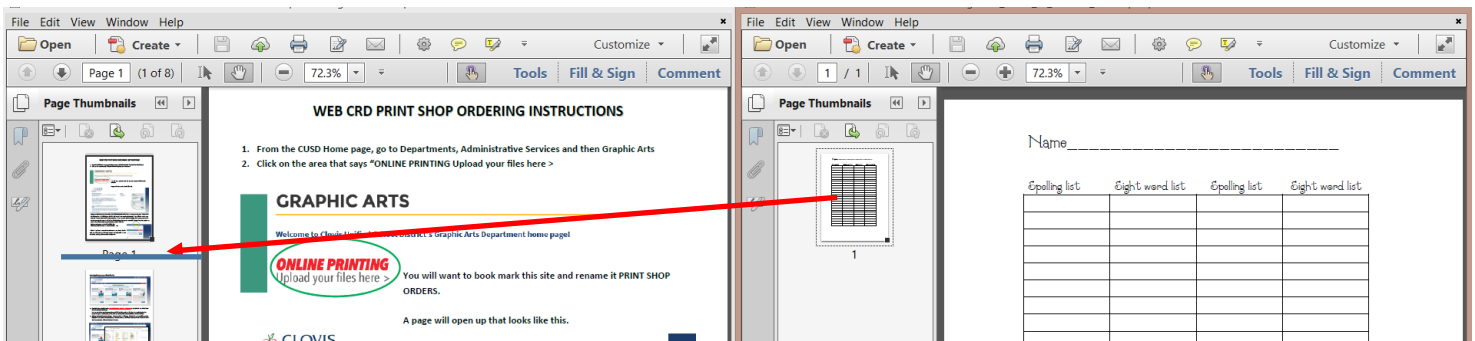 File Edit View Window Help
Open Create Customize
Page 1 (1 of 8) 72.3% Tools Fill & Sign Comment
Page Thumbnails
Page 1
WEB CRD PRINT SHOP ORDERING INSTRUCTIONS
1. From the CUSD Home page, go to Departments, Administrative Services and then Graphic Arts
2. Click on the area that says "ONLINE PRINTING Upload your files here >
GRAPHIC ARTS
Welcome to Clovis Unified School District's Graphic Arts Department home page!
ONLINE PRINTING
Upload your files here >
You will want to book mark this site and rename it PRINT SHOP
ORDERS.
A page will open up that looks like this.
CLOVIS
File Edit View Window Help
Open Create Customize
1 / 1 72.3% Tools Fill & Sign Comment
Page Thumbnails
1
Name__________________________
Spelling list Sight word list Spelling list Sight word list